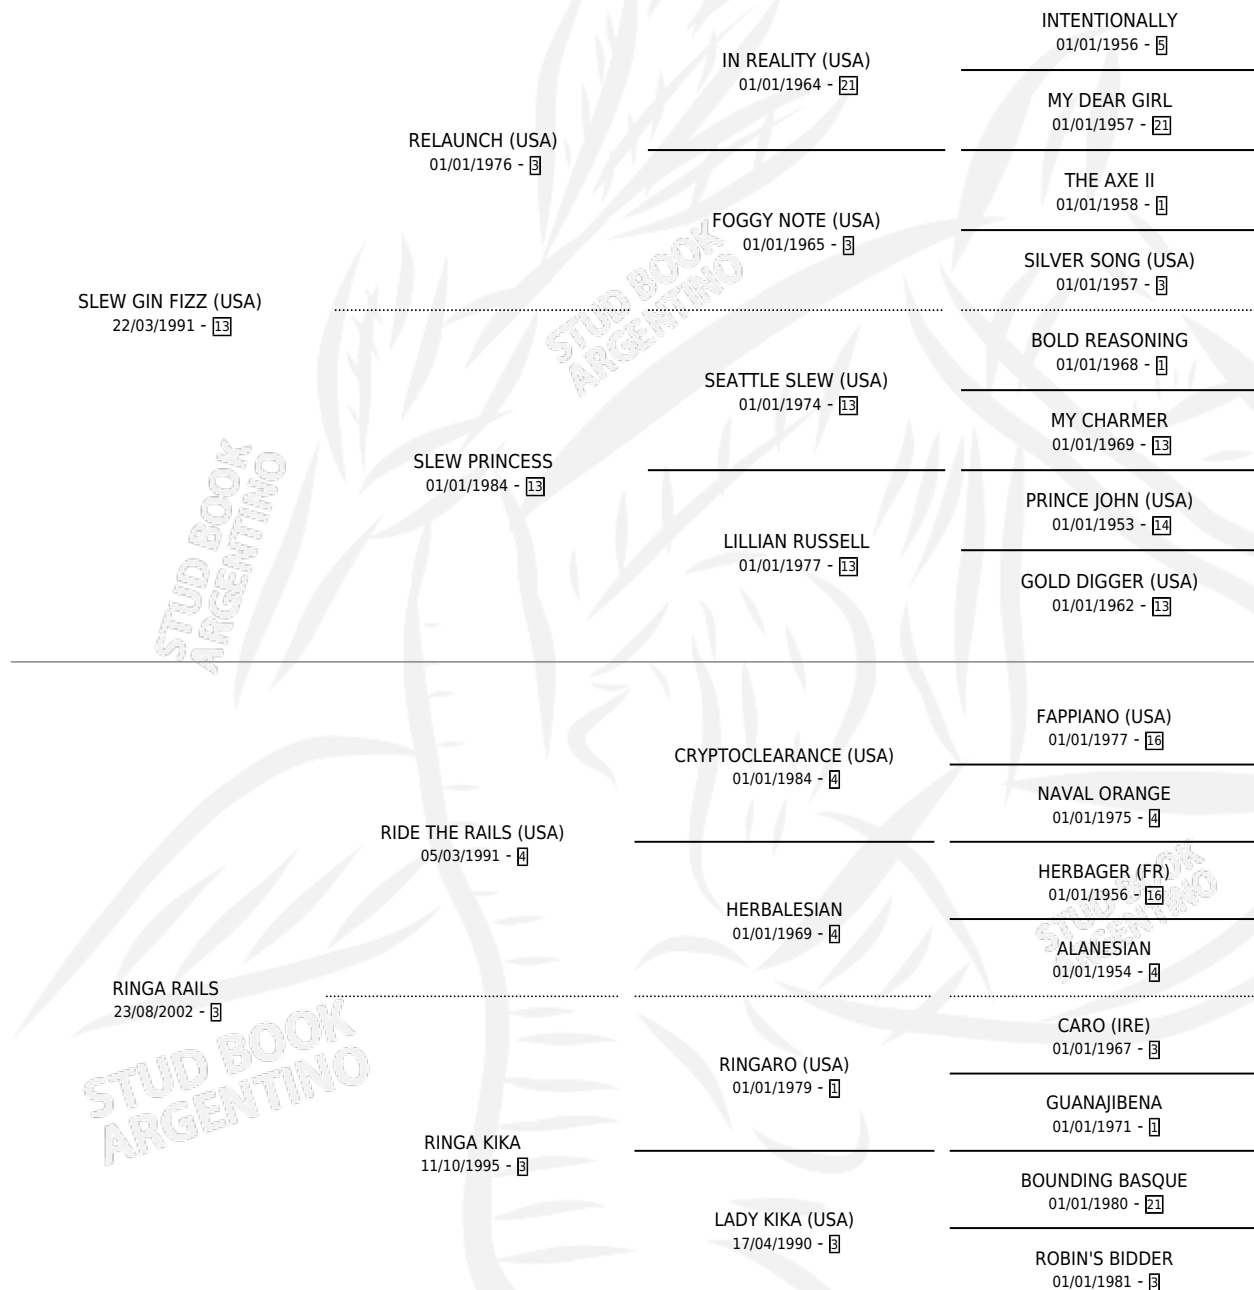 INTENTIONALLY
01/01/1956 - 5
IN REALITY (USA)
01/01/1964 - 21
MY DEAR GIRL
01/01/1957 - 21
RELAUNCH (USA)
01/01/1976 - 3
THE AXE II
01/01/1958 - 1
FOGGY NOTE (USA)
01/01/1965 - 3
SILVER SONG (USA)
01/01/1957 - 3
SLEW GIN FIZZ (USA)
22/03/1991 - 13
BOLD REASONING
01/01/1968 - 1
SEATTLE SLEW (USA)
01/01/1974 - 13
MY CHARMER
01/01/1969 - 13
SLEW PRINCESS
01/01/1984 - 13
PRINCE JOHN (USA)
01/01/1953 - 14
LILLIAN RUSSELL
01/01/1977 - 13
GOLD DIGGER (USA)
01/01/1962 - 13
FAPPIANO (USA)
01/01/1977 - 16
CRYPTOCLEARANCE (USA)
01/01/1984 - 4
NAVAL ORANGE
01/01/1975 - 4
RIDE THE RAILS (USA)
05/03/1991 - 4
HERBAGER (FR)
01/01/1956 - 16
HERBALESIAN
01/01/1969 - 4
ALANESIAN
01/01/1954 - 4
RINGA RAILS
23/08/2002 - 3
CARO (IRE)
01/01/1967 - 3
RINGARO (USA)
01/01/1979 - 1
GUANAJIBENA
01/01/1971 - 1
RINGA KIKA
11/10/1995 - 3
BOUNDING BASQUE
01/01/1980 - 21
LADY KIKA (USA)
17/04/1990 - 3
ROBIN'S BIDDER
01/01/1981 - 3
STUD BOOK
ARGENTINO
STUD BOOK
ARGENTINO
STUD BOOK
ARGENTINO
STUD BOOK
ARGENTINO